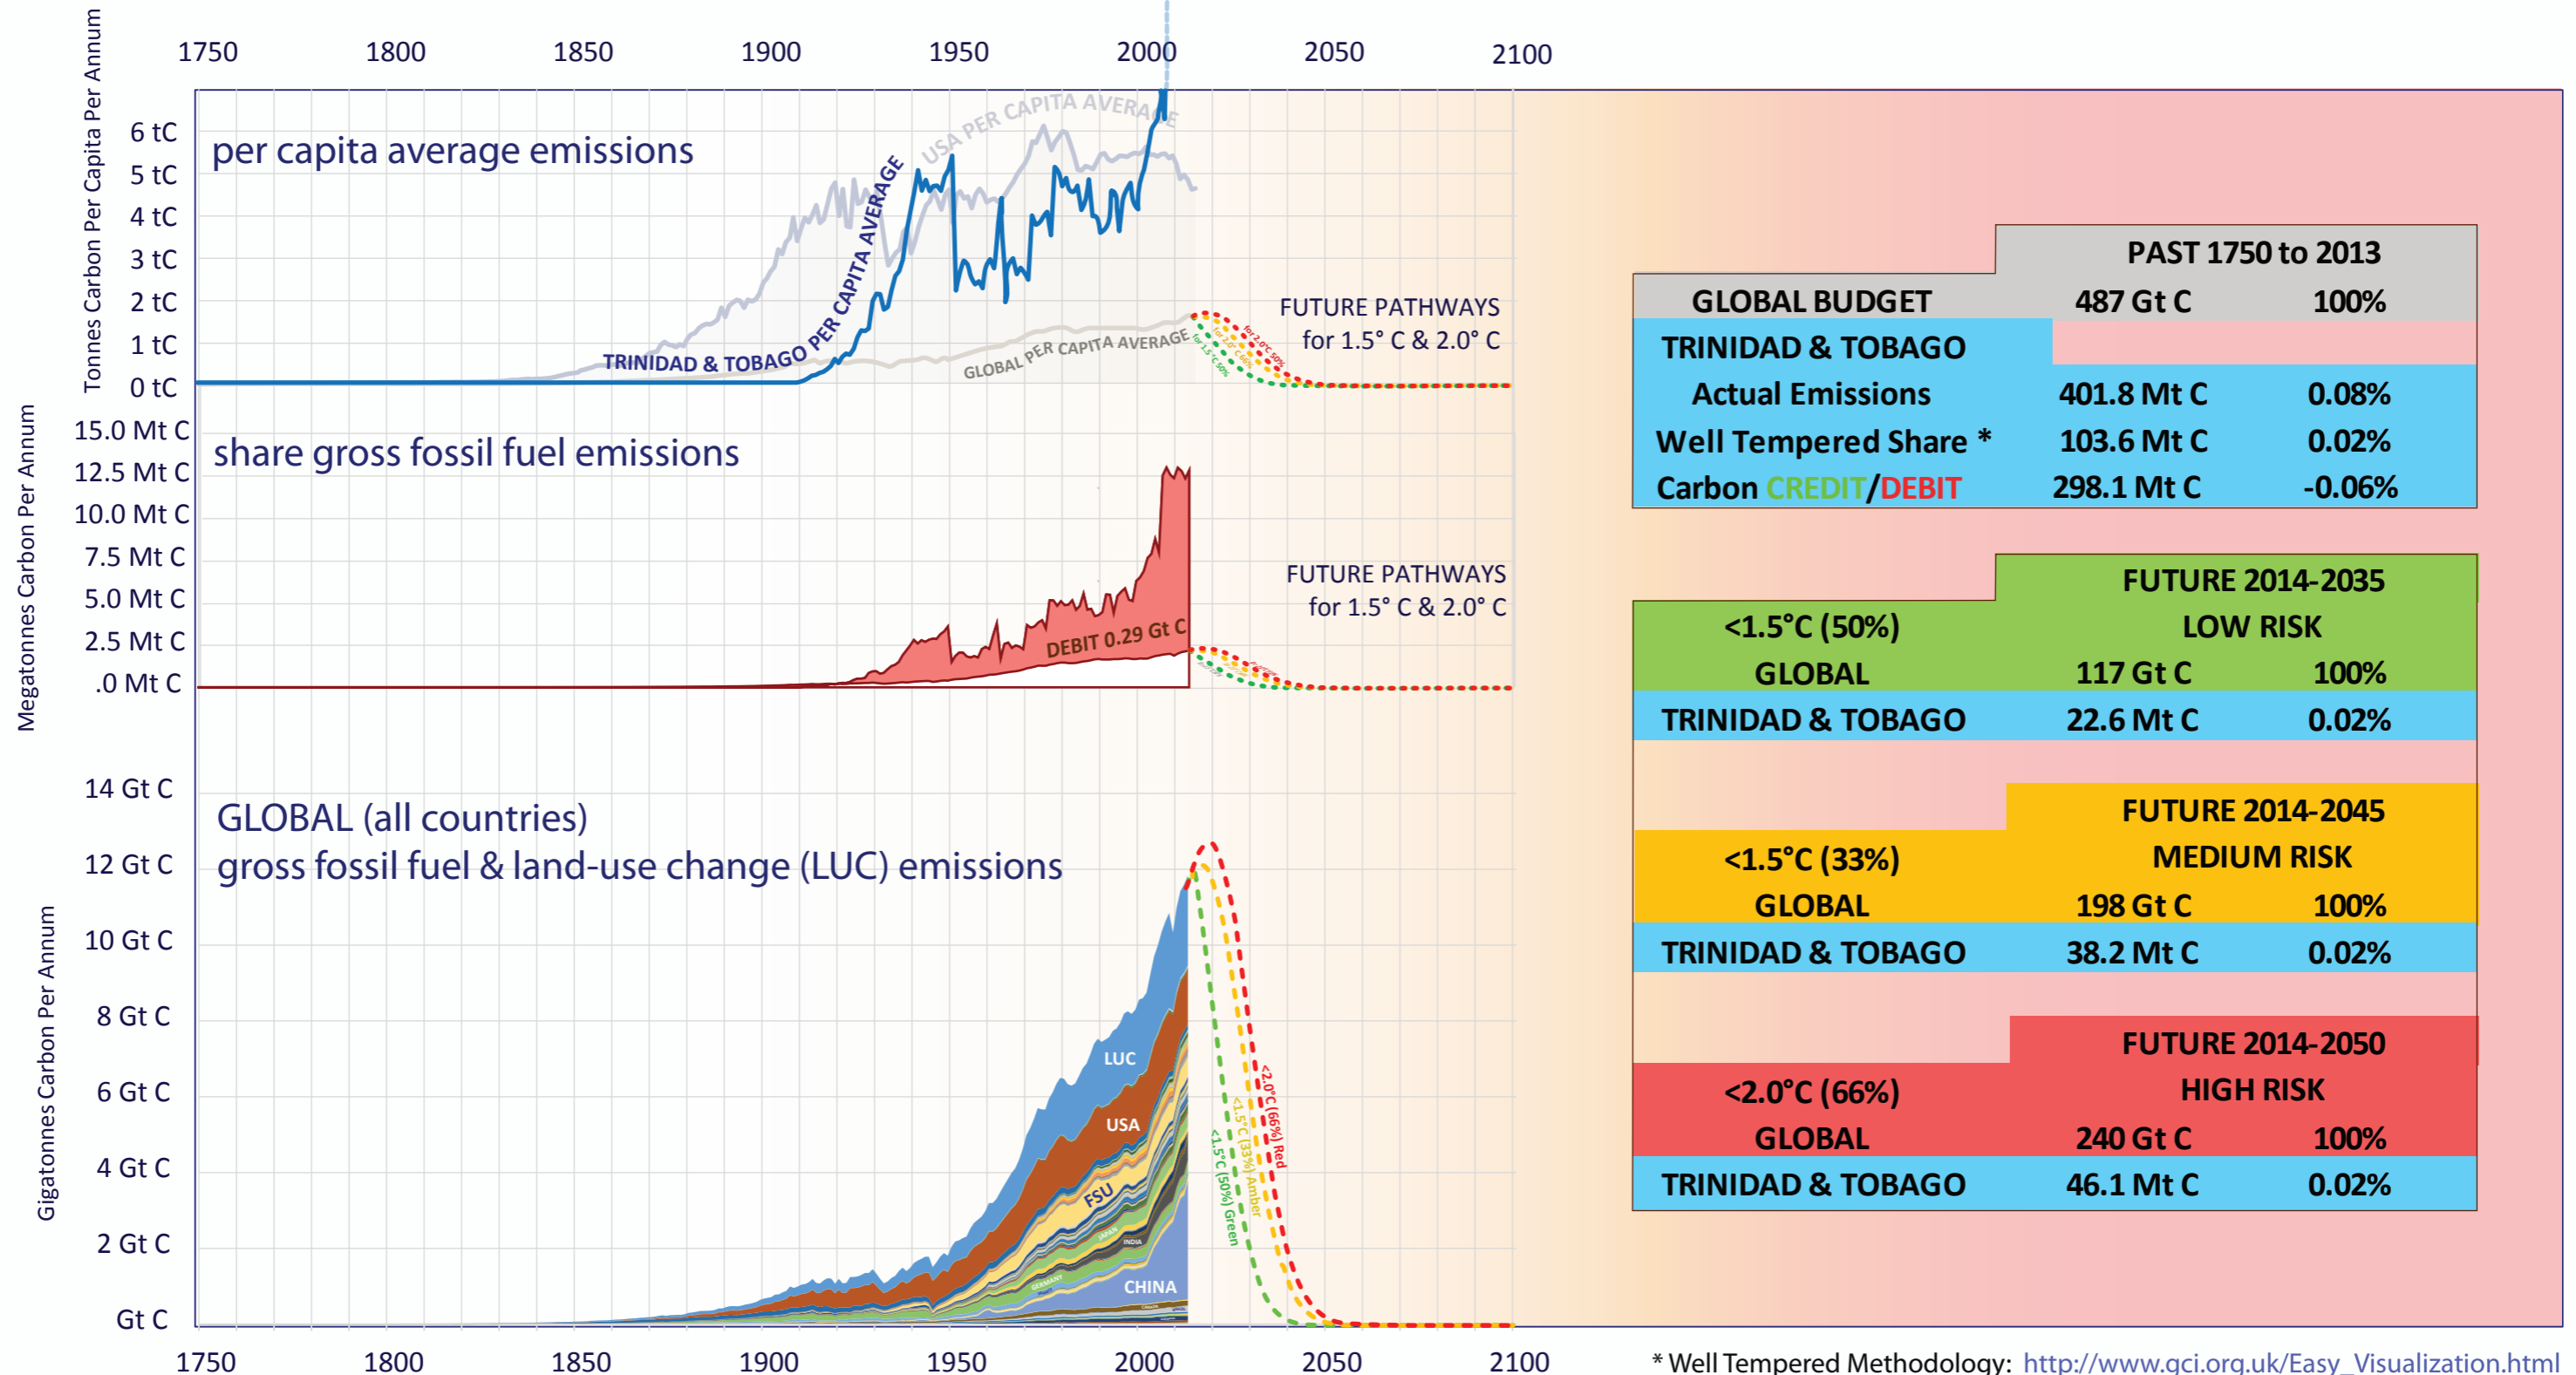 1750 1800 1850 1900 1950 2000 2050 2100
Tonnes Carbon Per Capita Per Annum
6 tC
5 tC
4 tC
3 tC
2 tC
1 tC
0 tC
per capita average emissions
USA PER CAPITA AVERAGE
TRINIDAD & TOBAGO PER CAPITA AVERAGE
GLOBAL PER CAPITA AVERAGE
FUTURE PATHWAYS
for 1.5° C & 2.0° C
for 1.5°C 50%
for 2.0°C 66%
for 2.0°C 50%
Megatonnes Carbon Per Annum
15.0 Mt C
12.5 Mt C
10.0 Mt C
7.5 Mt C
5.0 Mt C
2.5 Mt C
.0 Mt C
share gross fossil fuel emissions
DEBIT 0.29 Gt C
FUTURE PATHWAYS
for 1.5° C & 2.0° C
Gigatonnes Carbon Per Annum
14 Gt C
12 Gt C
10 Gt C
8 Gt C
6 Gt C
4 Gt C
2 Gt C
Gt C
GLOBAL (all countries)
gross fossil fuel & land-use change (LUC) emissions
LUC
USA
FSU
JAPAN
INDIA
GERMANY
CHINA
<1.5°C (50%) Green
<1.5°C (33%) Amber
<2.0°C (66%) Red
1750 1800 1850 1900 1950 2000 2050 2100
PAST 1750 to 2013
GLOBAL BUDGET 487 Gt C 100%
TRINIDAD & TOBAGO
Actual Emissions 401.8 Mt C 0.08%
Well Tempered Share * 103.6 Mt C 0.02%
Carbon CREDIT/DEBIT 298.1 Mt C -0.06%
FUTURE 2014-2035
<1.5°C (50%) LOW RISK
GLOBAL 117 Gt C 100%
TRINIDAD & TOBAGO 22.6 Mt C 0.02%
FUTURE 2014-2045
<1.5°C (33%) MEDIUM RISK
GLOBAL 198 Gt C 100%
TRINIDAD & TOBAGO 38.2 Mt C 0.02%
FUTURE 2014-2050
<2.0°C (66%) HIGH RISK
GLOBAL 240 Gt C 100%
TRINIDAD & TOBAGO 46.1 Mt C 0.02%
* Well Tempered Methodology: http://www.gci.org.uk/Easy_Visualization.html